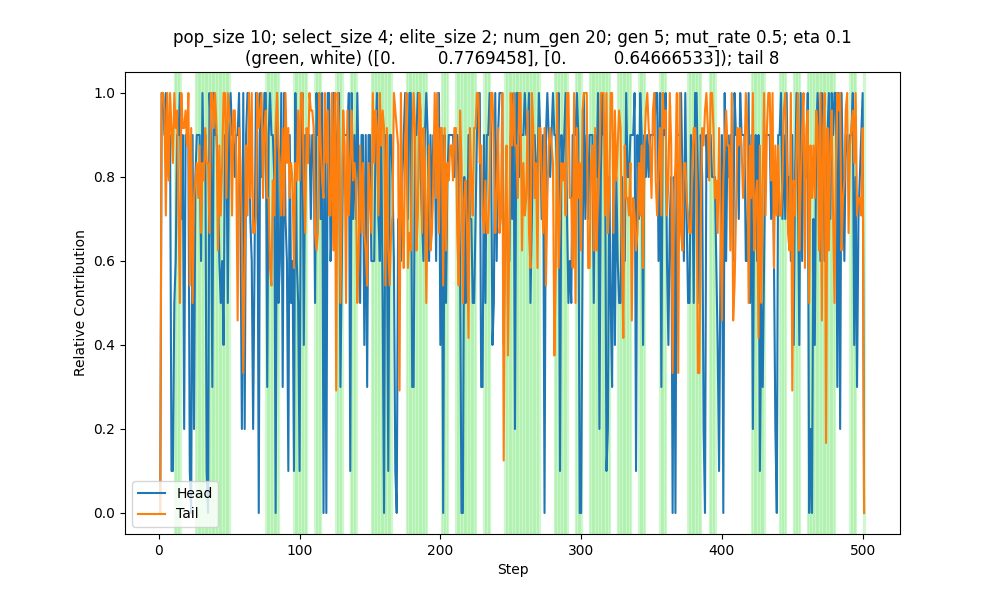 pop_size 10; select_size 4; elite_size 2; num_gen 20; gen 5; mut_rate 0.5; eta 0.1
(green, white) ([0.         0.7769458], [0.          0.64666533]); tail 8
1.0
0.8
0.6
0.4
0.2
0.0
Relative Contribution
Head
Tail
0
100
200
300
400
500
Step